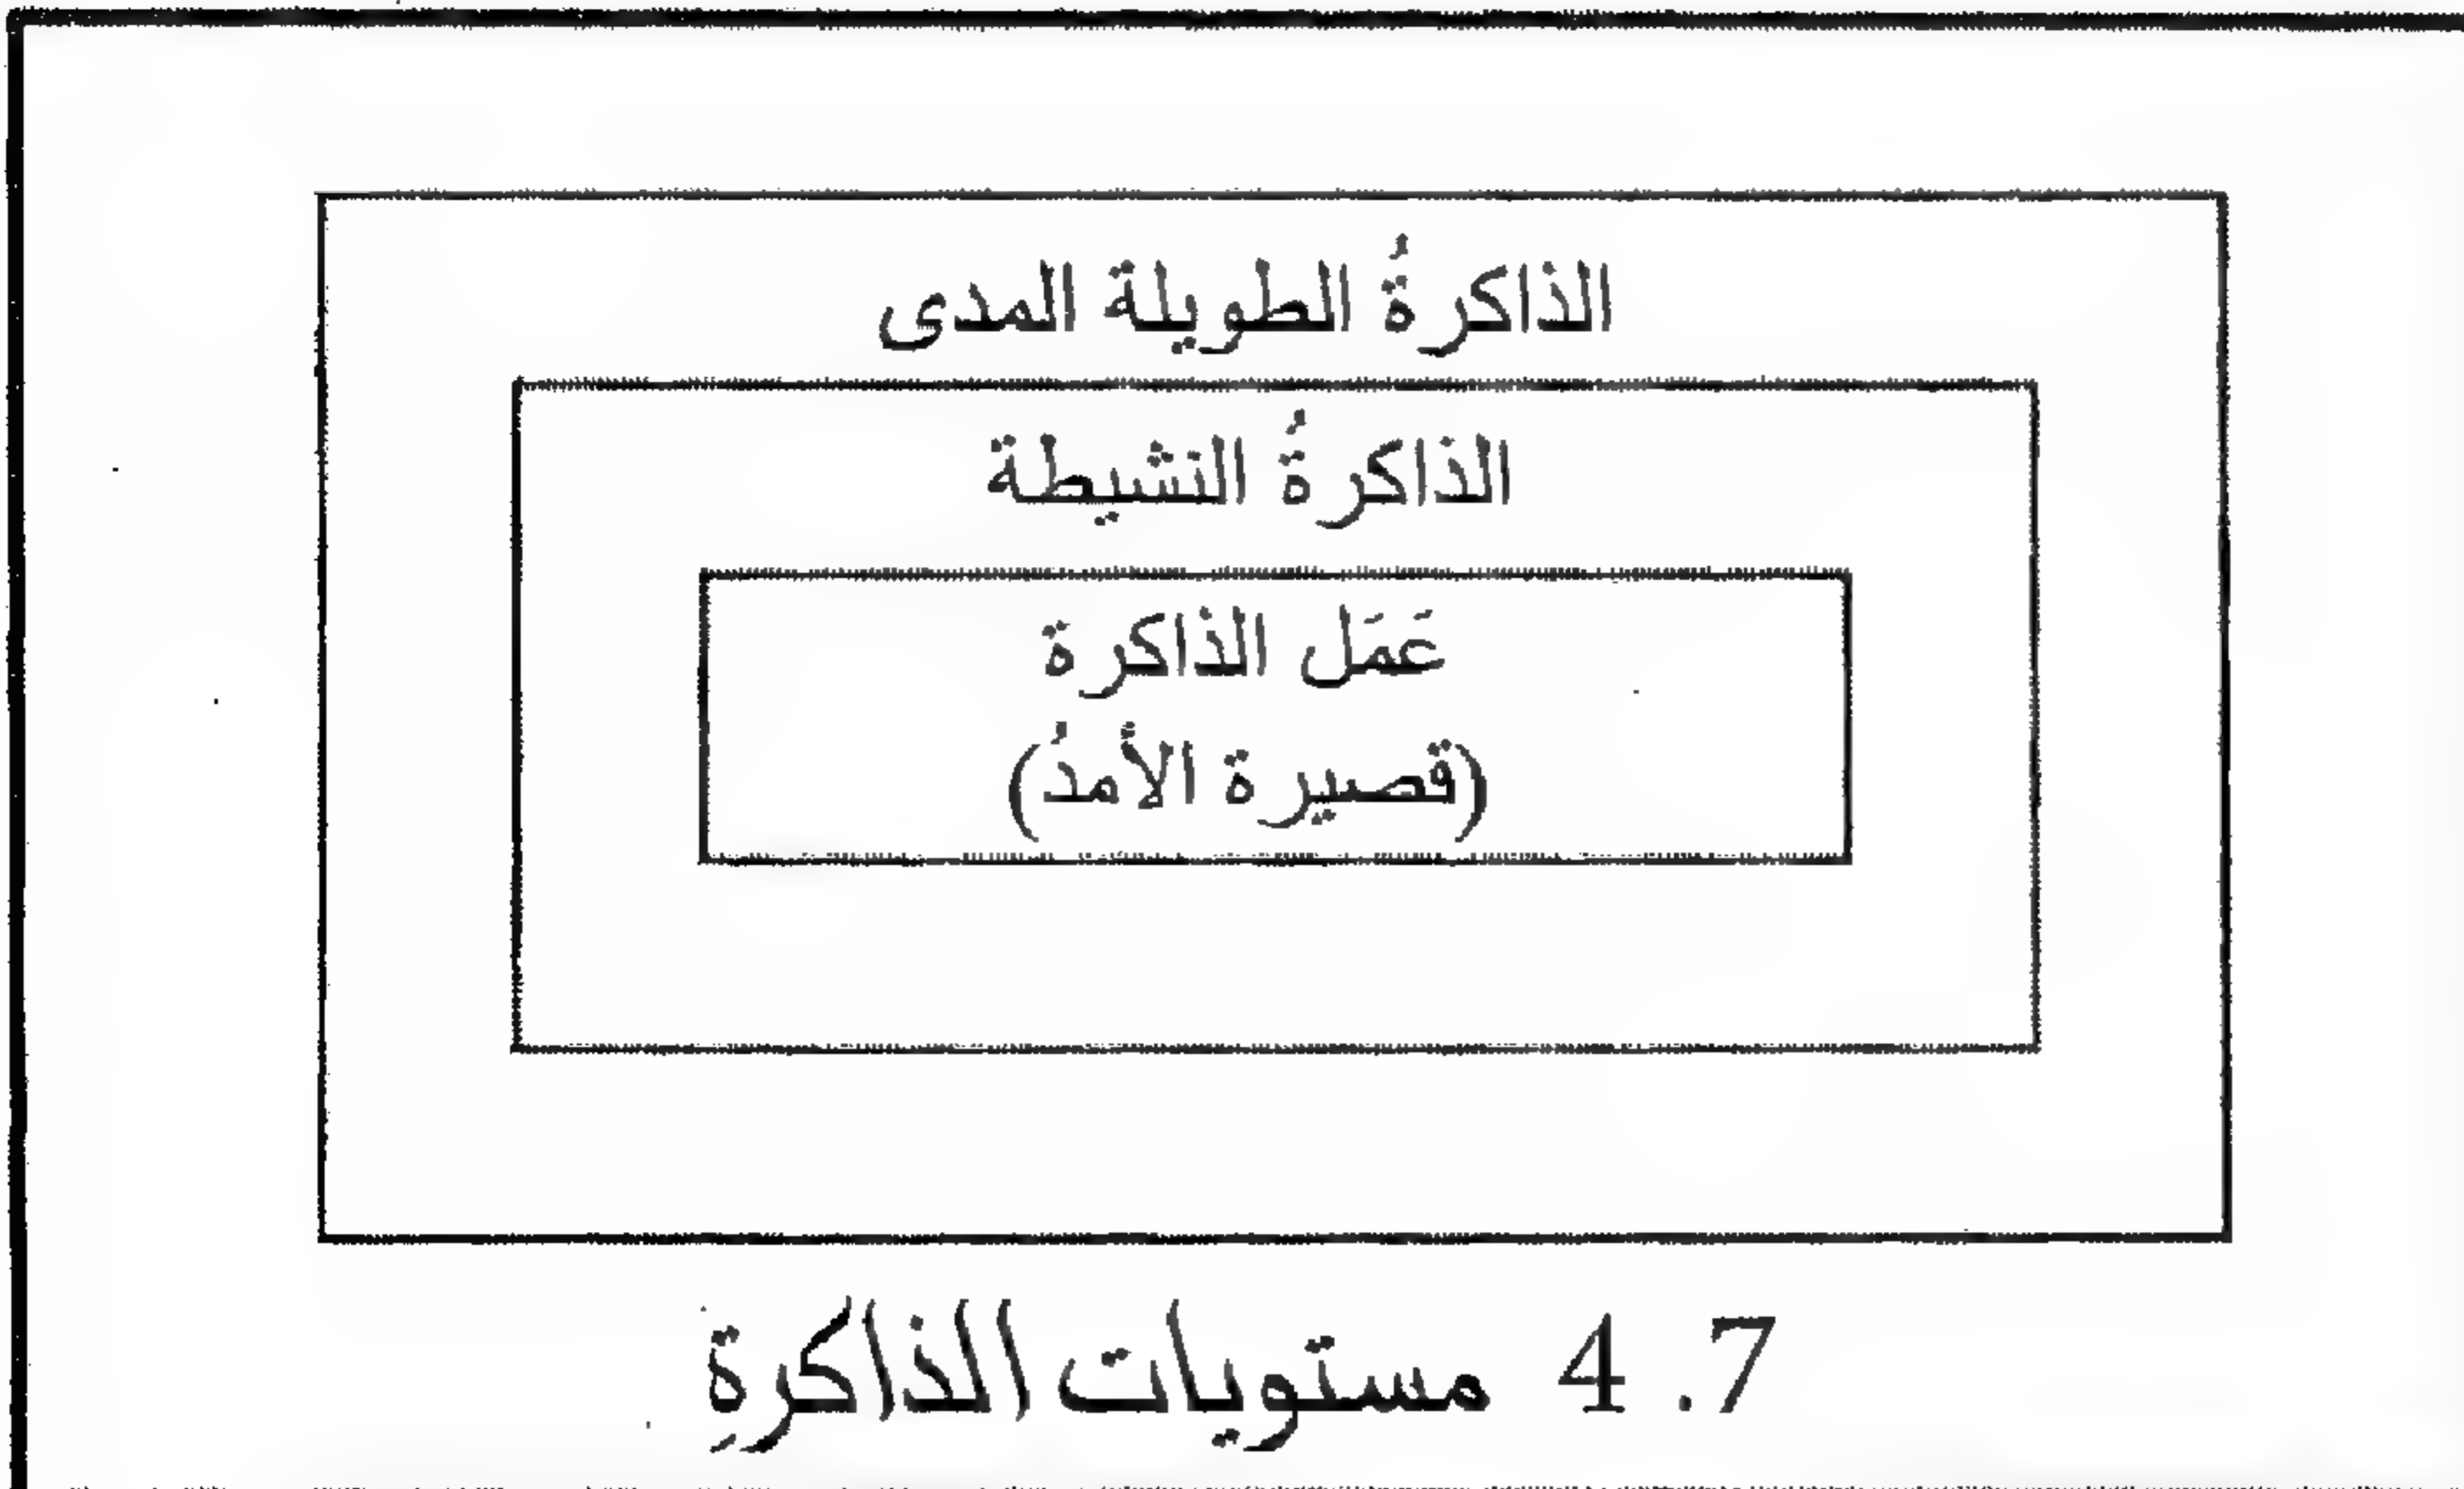 الذاكرةُ الطويلة المدى
الذاكرةُ النشيطة
عَمَل الذاكرة
(قصيرة الأمدُ)
7. 4 مستويات الذاكرةِ